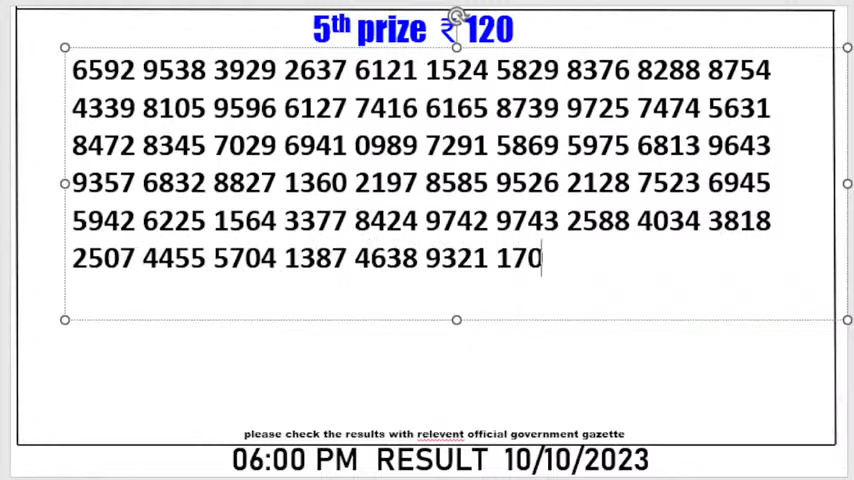 5th prize ₹ 120
6592 9538 3929 2637 6121 1524 5829 8376 8288 8754
4339 8105 9596 6127 7416 6165 8739 9725 7474 5631
8472 8345 7029 6941 0989 7291 5869 5975 6813 9643
9357 6832 8827 1360 2197 8585 9526 2128 7523 6945
5942 6225 1564 3377 8424 9742 9743 2588 4034 3818
2507 4455 5704 1387 4638 9321 170
please check the results with relevent official government gazette
06:00 PM RESULT 10/10/2023